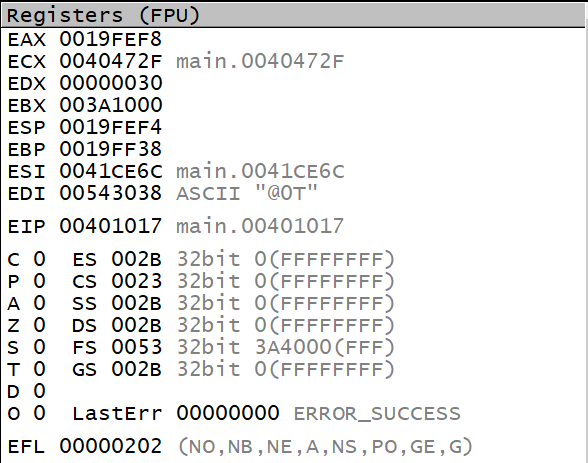 Registers (FPU)
EAX 0019FEF8
ECX 0040472F main.0040472F
EDX 00000030
EBX 003A1000
ESP 0019FEF4
EBP 0019FF38
ESI 0041CE6C main.0041CE6C
EDI 00543038 ASCII "@0T"
EIP 00401017 main.00401017
C 0 ES 002B 32bit 0(FFFFFFFF)
P 0 CS 0023 32bit 0(FFFFFFFF)
A 0 SS 002B 32bit 0(FFFFFFFF)
Z 0 DS 002B 32bit 0(FFFFFFFF)
S 0 FS 0053 32bit 3A4000(FFF)
T 0 GS 002B 32bit 0(FFFFFFFF)
D 0
O 0 LastErr 00000000 ERROR_SUCCESS
EFL 00000202 (NO,NB,NE,A,NS,PO,GE,G)